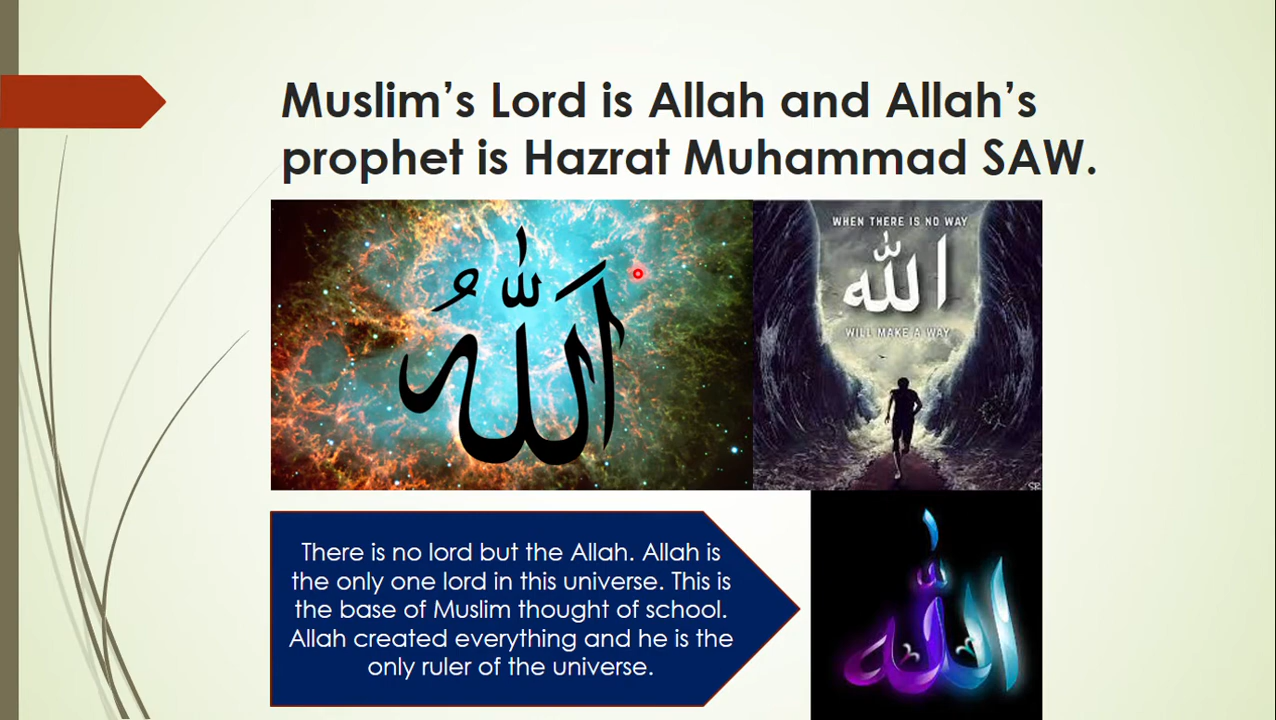 Muslim’s Lord is Allah and Allah’s
prophet is Hazrat Muhammad SAW.
اللهُ
WHEN THERE IS NO WAY
الله
WILL MAKE A WAY
SR
There is no lord but the Allah. Allah is
the only one lord in this universe. This is
the base of Muslim thought of school.
Allah created everything and he is the
only ruler of the universe.
الله